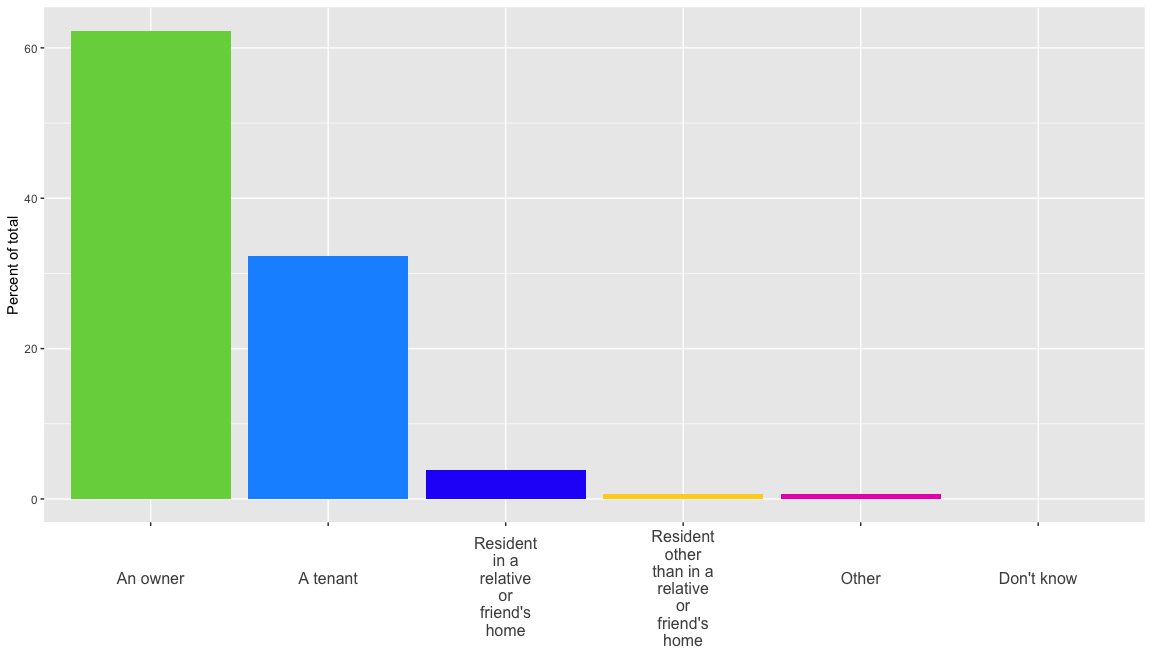 Percent of total
60
40
20
0
An owner
A tenant
Resident
in a
relative
or
friend's
home
Resident
other
than in a
relative
or
friend's
home
Other
Don't know